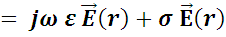 = jω ε E⃗(r) + σ E⃗(r)